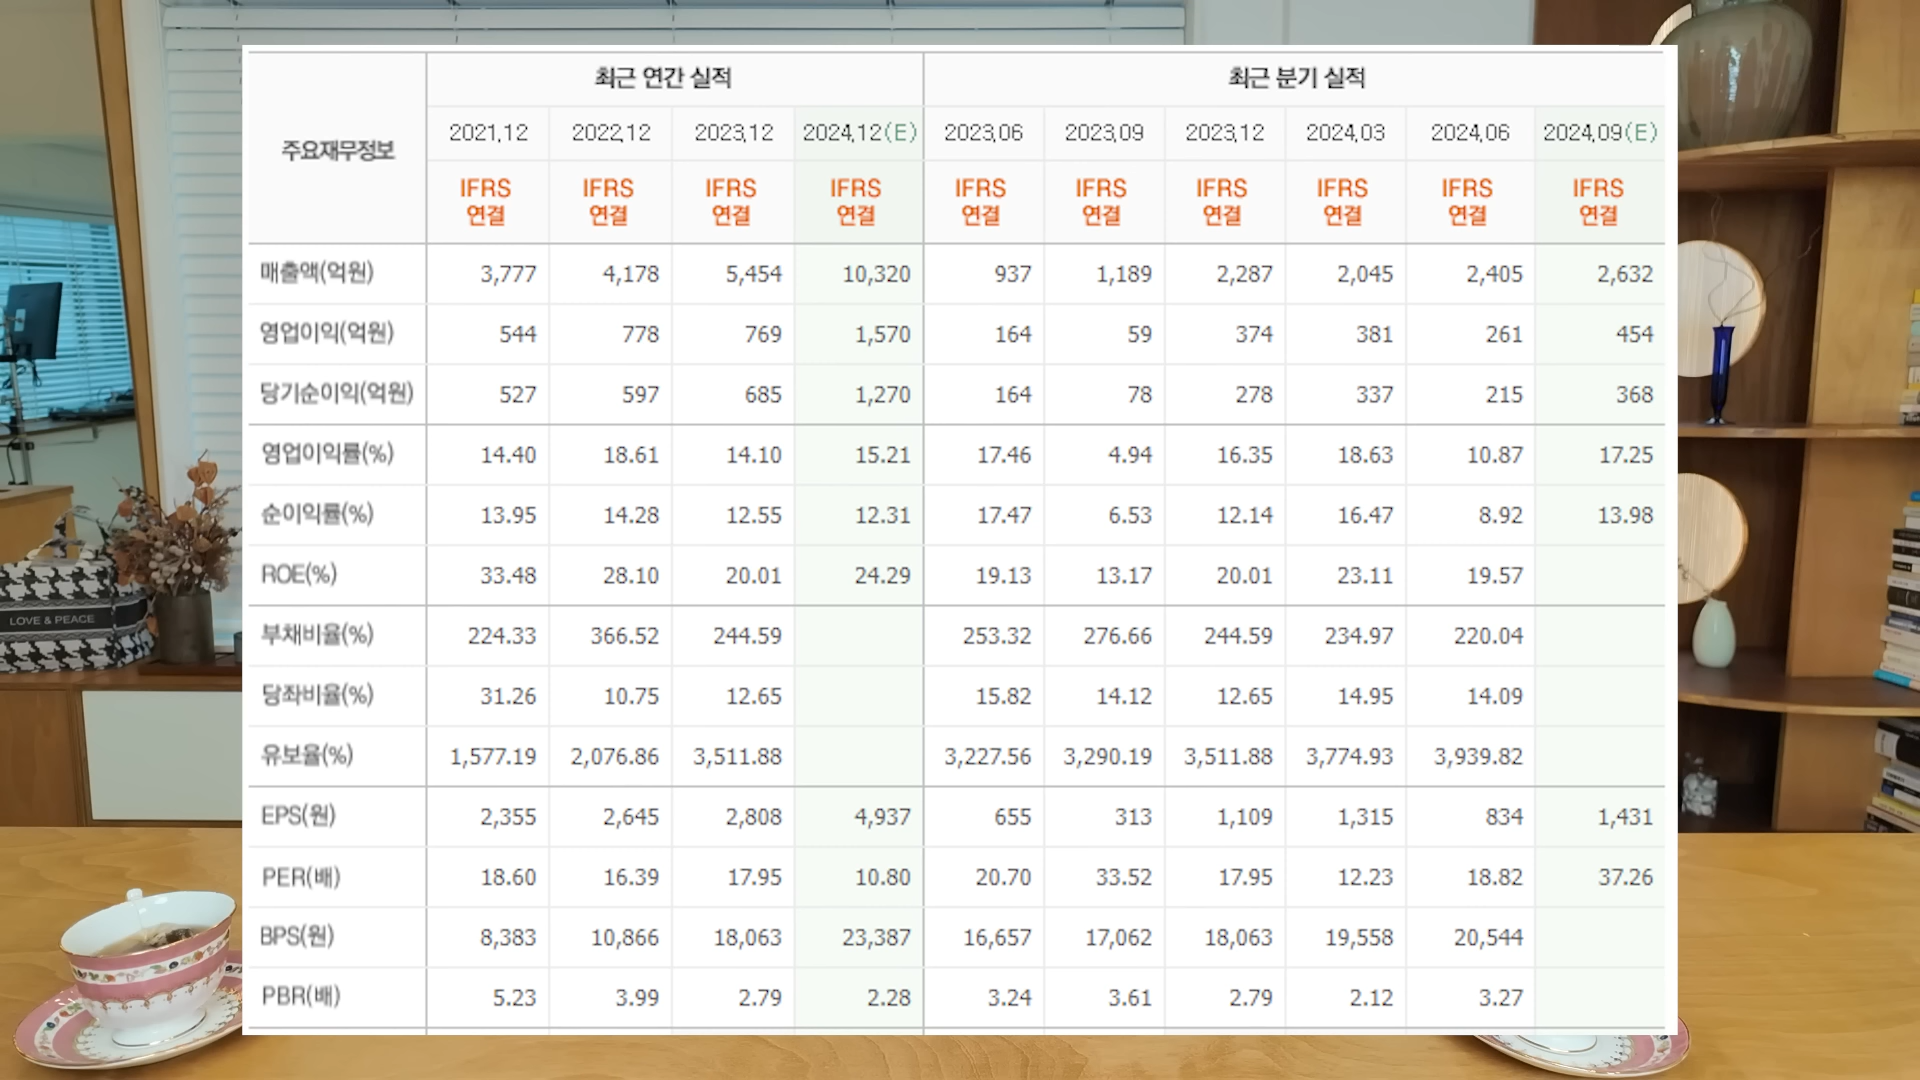 최근 연간 실적 최근 분기 실적
주요재무정보 2021.12 2022.12 2023.12 2024.12(E) 2023.06 2023.09 2023.12 2024.03 2024.06 2024.09(E)
IFRS IFRS IFRS IFRS IFRS IFRS IFRS IFRS IFRS IFRS
연결 연결 연결 연결 연결 연결 연결 연결 연결 연결
매출액(억원) 3,777 4,178 5,454 10,320 937 1,189 2,287 2,045 2,405 2,632
영업이익(억원) 544 778 769 1,570 164 59 374 381 261 454
당기순이익(억원) 527 597 685 1,270 164 78 278 337 215 368
영업이익률(%) 14.40 18.61 14.10 15.21 17.46 4.94 16.35 18.63 10.87 17.25
순이익률(%) 13.95 14.28 12.55 12.31 17.47 6.53 12.14 16.47 8.92 13.98
ROE(%) 33.48 28.10 20.01 24.29 19.13 13.17 20.01 23.11 19.57
부채비율(%) 224.33 366.52 244.59 253.32 276.66 244.59 234.97 220.04
당좌비율(%) 31.26 10.75 12.65 15.82 14.12 12.65 14.95 14.09
유보율(%) 1,577.19 2,076.86 3,511.88 3,227.56 3,290.19 3,511.88 3,774.93 3,939.82
EPS(원) 2,355 2,645 2,808 4,937 655 313 1,109 1,315 834 1,431
PER(배) 18.60 16.39 17.95 10.80 20.70 33.52 17.95 12.23 18.82 37.26
BPS(원) 8,383 10,866 18,063 23,387 16,657 17,062 18,063 19,558 20,544
PBR(배) 5.23 3.99 2.79 2.28 3.24 3.61 2.79 2.12 3.27
LOVE & PEACE